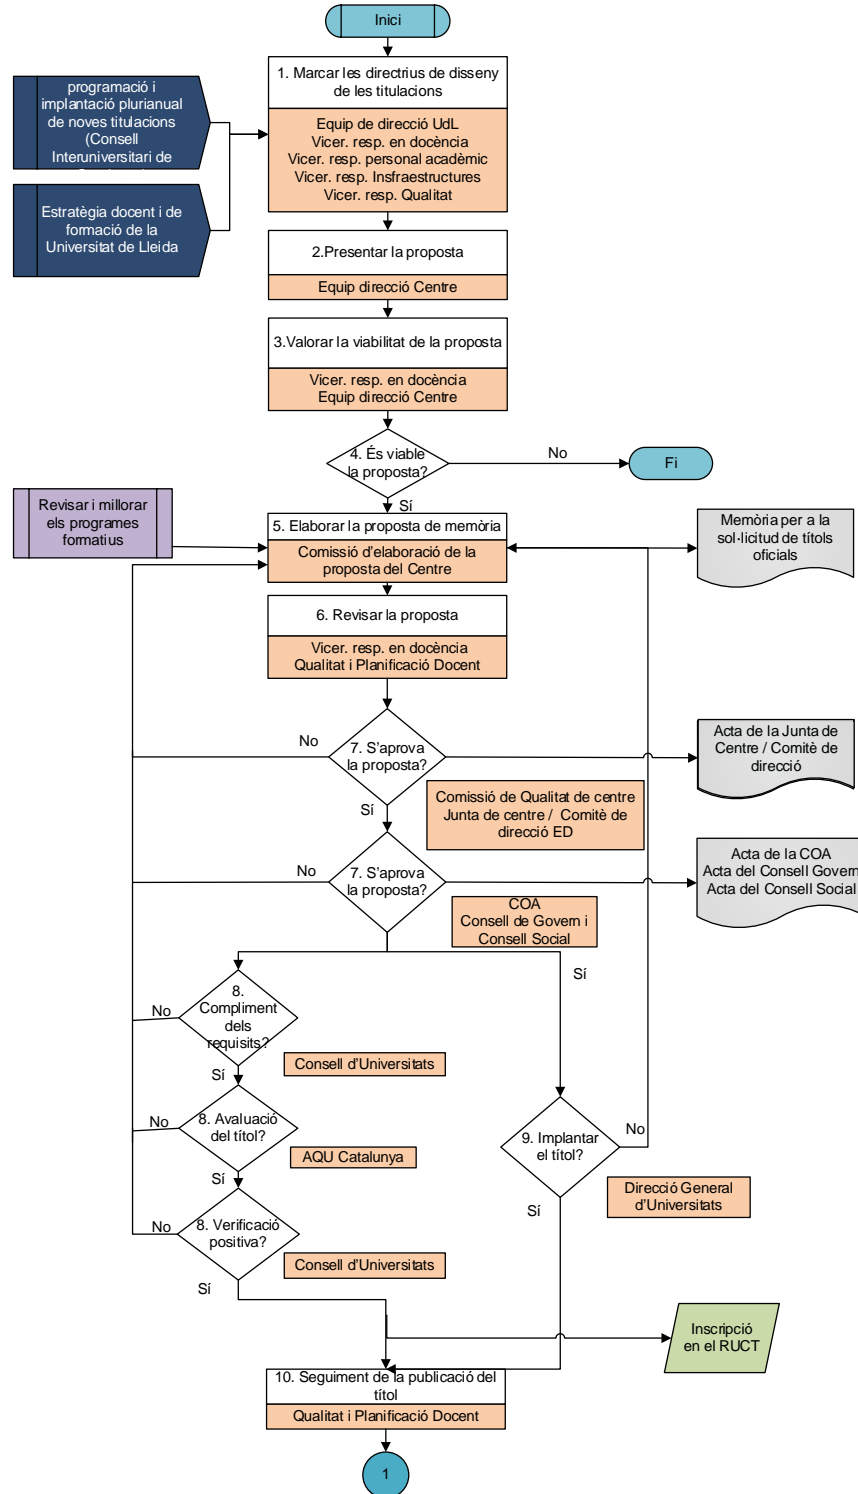 Inici
1. Marcar les directrius de disseny
de les titulacions
Equip de direcció UdL
Vicer. resp. en docència
Vicer. resp. personal acadèmic
Vicer. resp. Insfraestructures
Vicer. resp. Qualitat
programació i
implantació plurianual
de noves titulacions
(Consell
Interuniversitari de
Estratègia docent i de
formació de la
Universitat de Lleida
2.Presentar la proposta
Equip direcció Centre
3.Valorar la viabilitat de la proposta
Vicer. resp. en docència
Equip direcció Centre
4. És viable
la proposta?
No
Fi
Sí
Revisar i millorar
els programes
formatius
5. Elaborar la proposta de memòria
Comissió d'elaboració de la
proposta del Centre
Memòria per a la
sol·licitud de títols
oficials
6. Revisar la proposta
Vicer. resp. en docència
Qualitat i Planificació Docent
No
7. S'aprova
la proposta?
Acta de la Junta de
Centre / Comitè de
direcció
Sí
Comissió de Qualitat de centre
Junta de centre / Comitè de
direcció ED
No
7. S'aprova
la proposta?
Acta de la COA
Acta del Consell Govern
Acta del Consell Social
COA
Consell de Govern i
Consell Social
Sí
No
8.
Compliment
dels
requisits?
Consell d'Universitats
Sí
No
8. Avaluació
del títol?
AQU Catalunya
Sí
9. Implantar
el títol?
No
Direcció General
d'Universitats
Sí
No
8. Verificació
positiva?
Consell d'Universitats
Sí
Inscripció
en el RUCT
10. Seguiment de la publicació del
títol
Qualitat i Planificació Docent
1